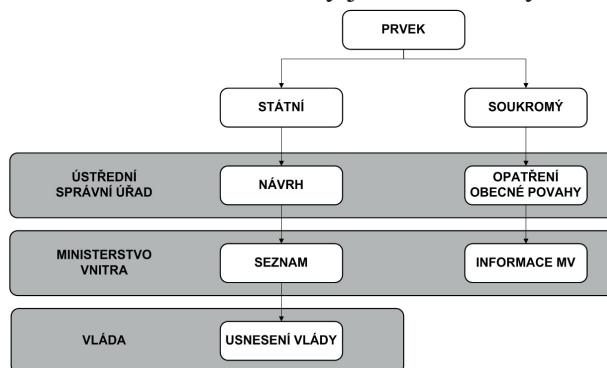 PRVEK
STÁTNÍ
SOUKROMÝ
ÚSTŘEDNÍ
SPRÁVNÍ ÚŘAD
NÁVRH
OPATŘENÍ
OBECNÉ POVAHY
MINISTERSTVO
VNITRA
SEZNAM
INFORMACE MV
VLÁDA
USNESENÍ VLÁDY